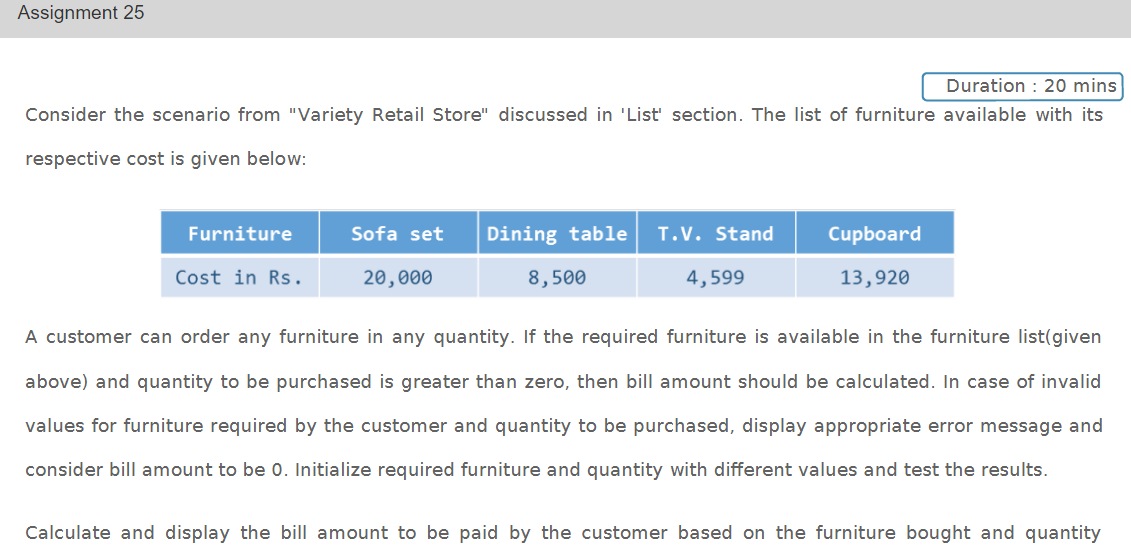 Assignment 25
Duration : 20 mins
Consider the scenario from "Variety Retail Store" discussed in 'List' section. The list of furniture available with its
respective cost is given below:
Furniture Sofa set Dining table T.V. Stand Cupboard
Cost in Rs. 20,000 8,500 4,599 13,920
A customer can order any furniture in any quantity. If the required furniture is available in the furniture list(given
above) and quantity to be purchased is greater than zero, then bill amount should be calculated. In case of invalid
values for furniture required by the customer and quantity to be purchased, display appropriate error message and
consider bill amount to be 0. Initialize required furniture and quantity with different values and test the results.
Calculate and display the bill amount to be paid by the customer based on the furniture bought and quantity